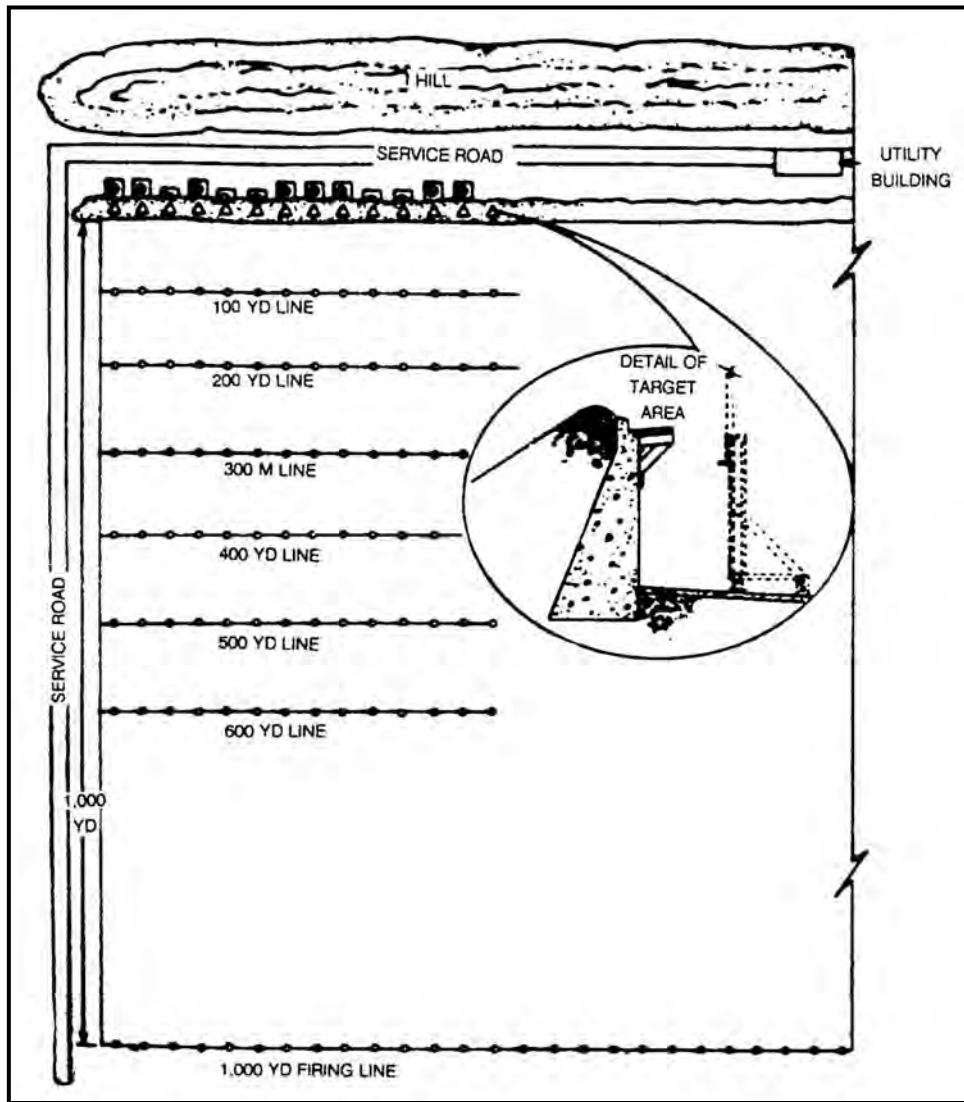 HILL
SERVICE ROAD
UTILITY
BUILDING
100 YD LINE
200 YD LINE
DETAIL OF
TARGET
AREA
300 M LINE
400 YD LINE
500 YD LINE
SERVICE ROAD
600 YD LINE
1,000
YD
1,000 YD FIRING LINE